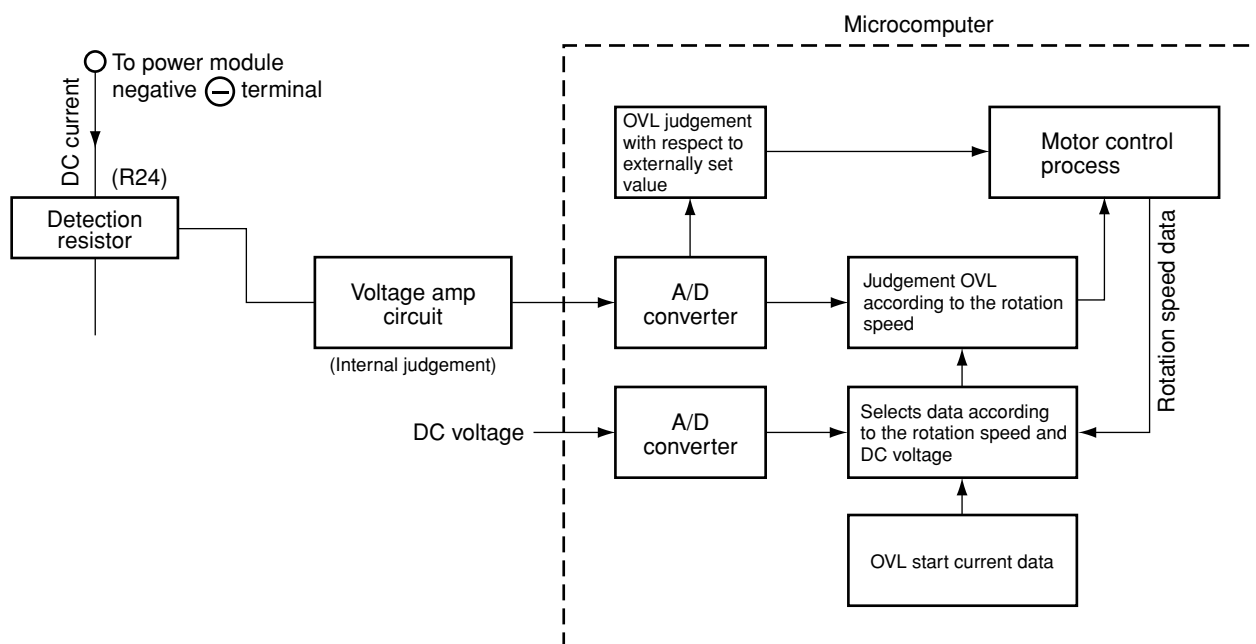 Microcomputer
To power module
negative ⊖ terminal
DC current
(R24)
Detection
resistor
Voltage amp
circuit
(Internal judgement)
DC voltage
OVL judgement
with respect to
externally set
value
Motor control
process
A/D
converter
Judgement OVL
according to the rotation
speed
Rotation speed data
A/D
converter
Selects data according
to the rotation speed and
DC voltage
OVL start current data